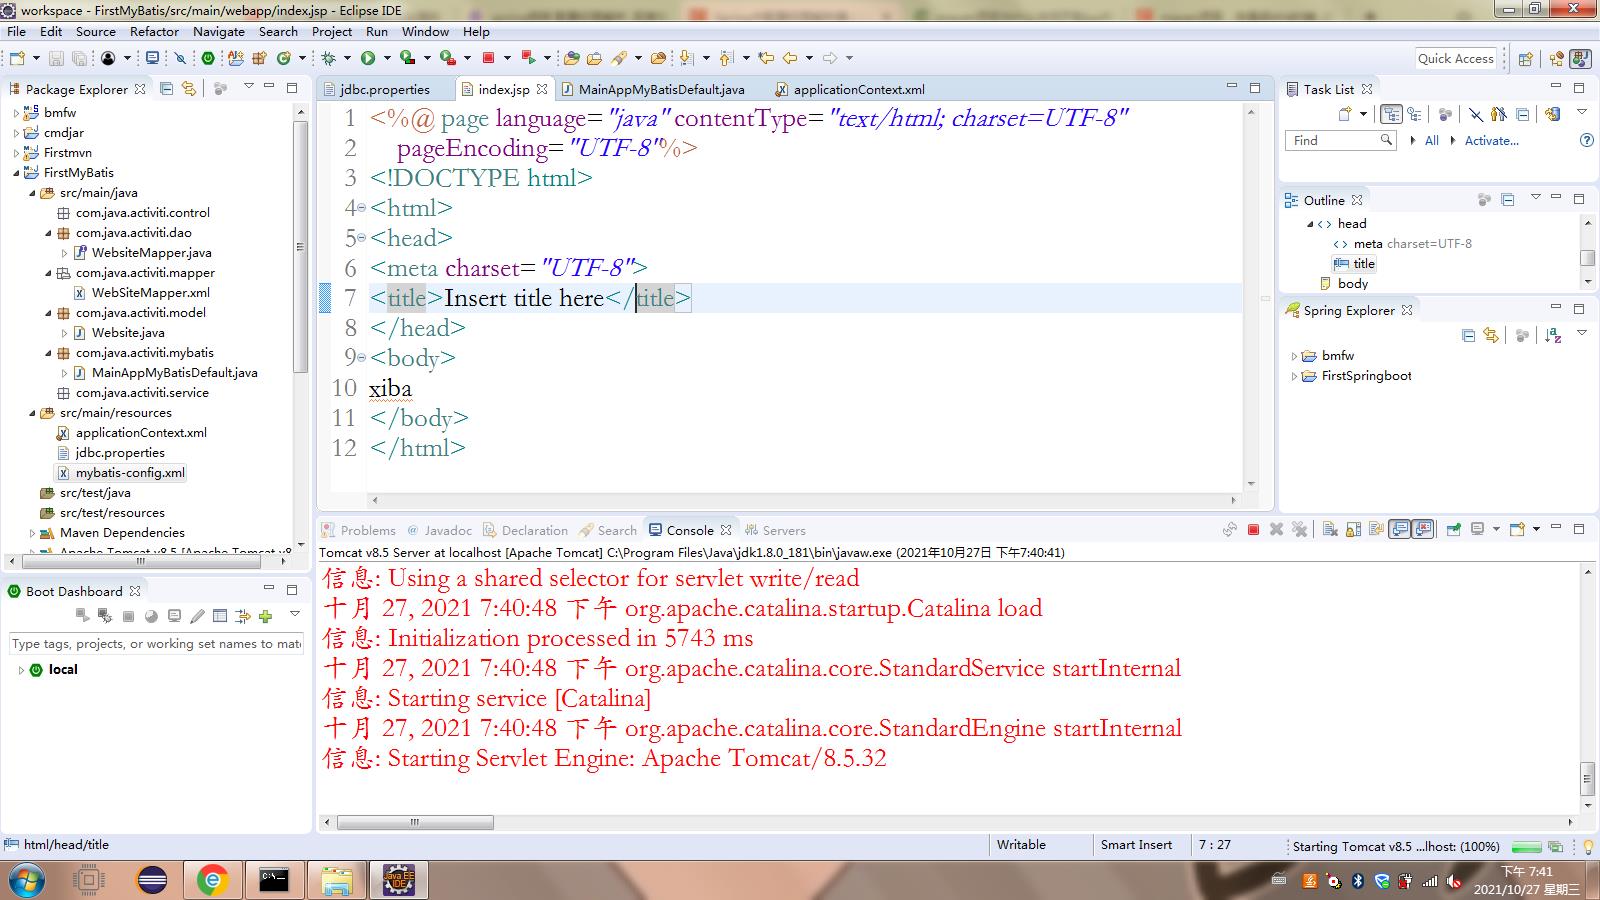 workspace - FirstMyBatis/src/main/webapp/index.jsp - Eclipse IDE
File Edit Source Refactor Navigate Search Project Run Window Help
Quick Access
Package Explorer
bmfw
cmdjar
Firstmvn
FirstMyBatis
src/main/java
com.java.activiti.control
com.java.activiti.dao
WebsiteMapper.java
com.java.activiti.mapper
WebSiteMapper.xml
com.java.activiti.model
Website.java
com.java.activiti.mybatis
MainAppMyBatisDefault.java
com.java.activiti.service
src/main/resources
applicationContext.xml
jdbc.properties
mybatis-config.xml
src/test/java
src/test/resources
Maven Dependencies
Apache Tomcat v8.5 [Apache Tomcat v8
Boot Dashboard
Type tags, projects, or working set names to mat
local
jdbc.properties index.jsp MainAppMyBatisDefault.java applicationContext.xml
1 <%@ page language="java" contentType="text/html; charset=UTF-8"
2 pageEncoding="UTF-8"%>
3 <!DOCTYPE html>
4 <html>
5 <head>
6 <meta charset="UTF-8">
7 <title>Insert title here</title>
8 </head>
9 <body>
10 xiba
11 </body>
12 </html>
Problems @ Javadoc Declaration Search Console Servers
Tomcat v8.5 Server at localhost [Apache Tomcat] C:\Program Files\Java\jdk1.8.0_181\bin\javaw.exe (2021年10月27日 下午7:40:41)
信息: Using a shared selector for servlet write/read
十月 27, 2021 7:40:48 下午 org.apache.catalina.startup.Catalina load
信息: Initialization processed in 5743 ms
十月 27, 2021 7:40:48 下午 org.apache.catalina.core.StandardService startInternal
信息: Starting service [Catalina]
十月 27, 2021 7:40:48 下午 org.apache.catalina.core.StandardEngine startInternal
信息: Starting Servlet Engine: Apache Tomcat/8.5.32
Task List
Find All Activate...
Outline
head
meta charset=UTF-8
title
body
Spring Explorer
bmfw
FirstSpringboot
html/head/title Writable Smart Insert 7 : 27 Starting Tomcat v8.5 ...lhost: (100%)
Java EE
IDE
下午 7:41
2021/10/27 星期三